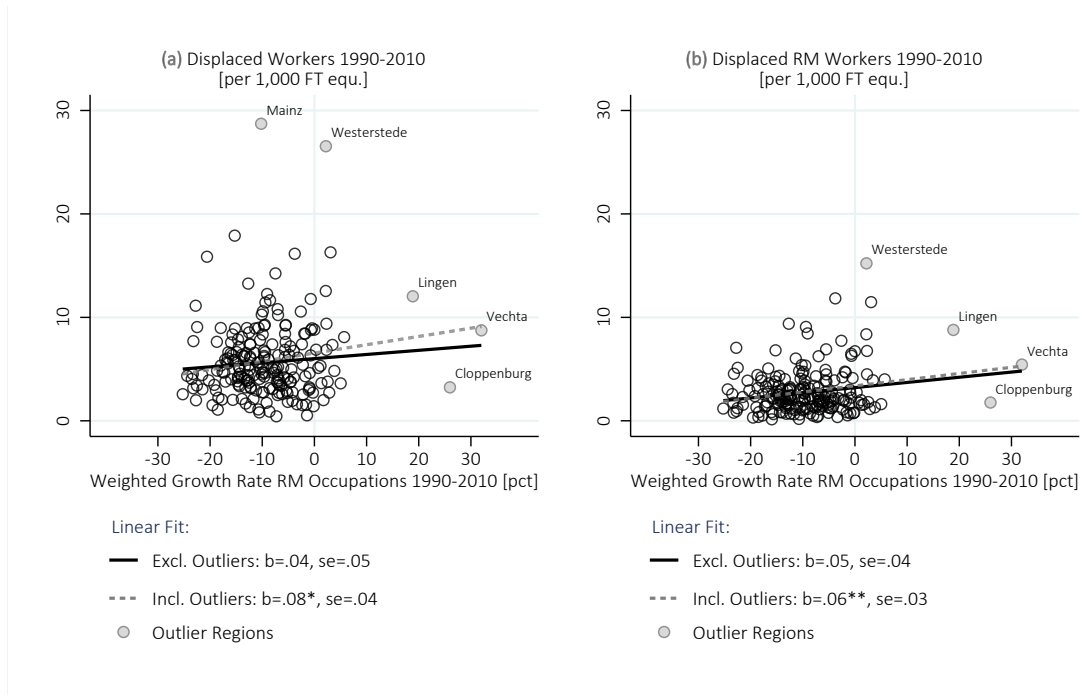 (a) Displaced Workers 1990-2010
[per 1,000 FT equ.]
30
20
10
0
Mainz
Westerstede
Lingen
Vechta
Cloppenburg
-30 -20 -10 0 10 20 30
Weighted Growth Rate RM Occupations 1990-2010 [pct]
Linear Fit:
Excl. Outliers: b=.04, se=.05
Incl. Outliers: b=.08*, se=.04
Outlier Regions
(b) Displaced RM Workers 1990-2010
[per 1,000 FT equ.]
30
20
10
0
Westerstede
Lingen
Vechta
Cloppenburg
-30 -20 -10 0 10 20 30
Weighted Growth Rate RM Occupations 1990-2010 [pct]
Linear Fit:
Excl. Outliers: b=.05, se=.04
Incl. Outliers: b=.06**, se=.03
Outlier Regions